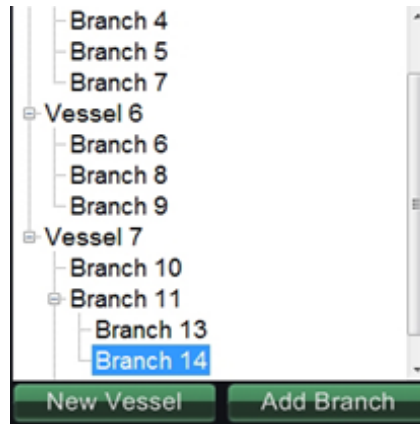 Branch 4
Branch 5
Branch 7
Vessel 6
Branch 6
Branch 8
Branch 9
Vessel 7
Branch 10
Branch 11
Branch 13
Branch 14
New Vessel Add Branch